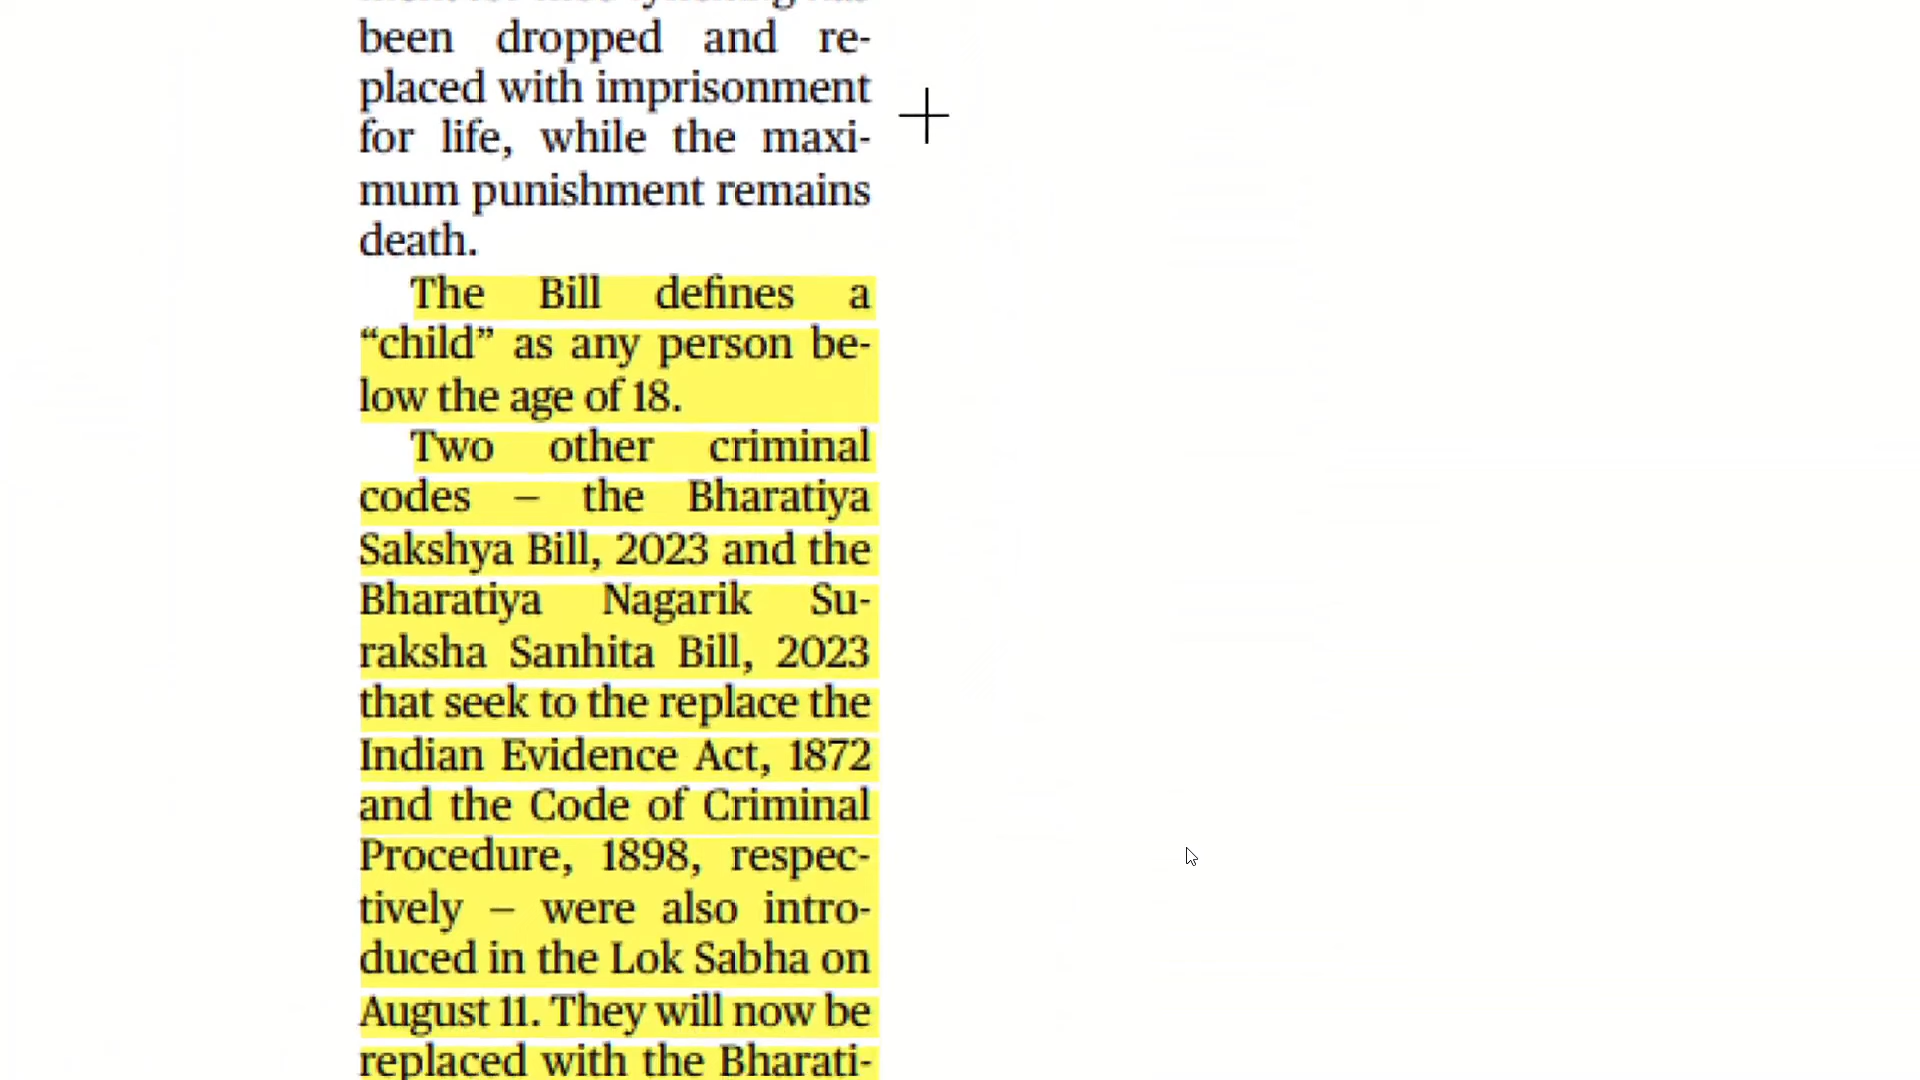 been dropped and re-
placed with imprisonment
for life, while the maxi-
mum punishment remains
death.
The Bill defines a
“child” as any person be-
low the age of 18.
Two other criminal
codes – the Bharatiya
Sakshya Bill, 2023 and the
Bharatiya Nagarik Su-
raksha Sanhita Bill, 2023
that seek to the replace the
Indian Evidence Act, 1872
and the Code of Criminal
Procedure, 1898, respec-
tively – were also intro-
duced in the Lok Sabha on
August 11. They will now be
replaced with the Bharati-